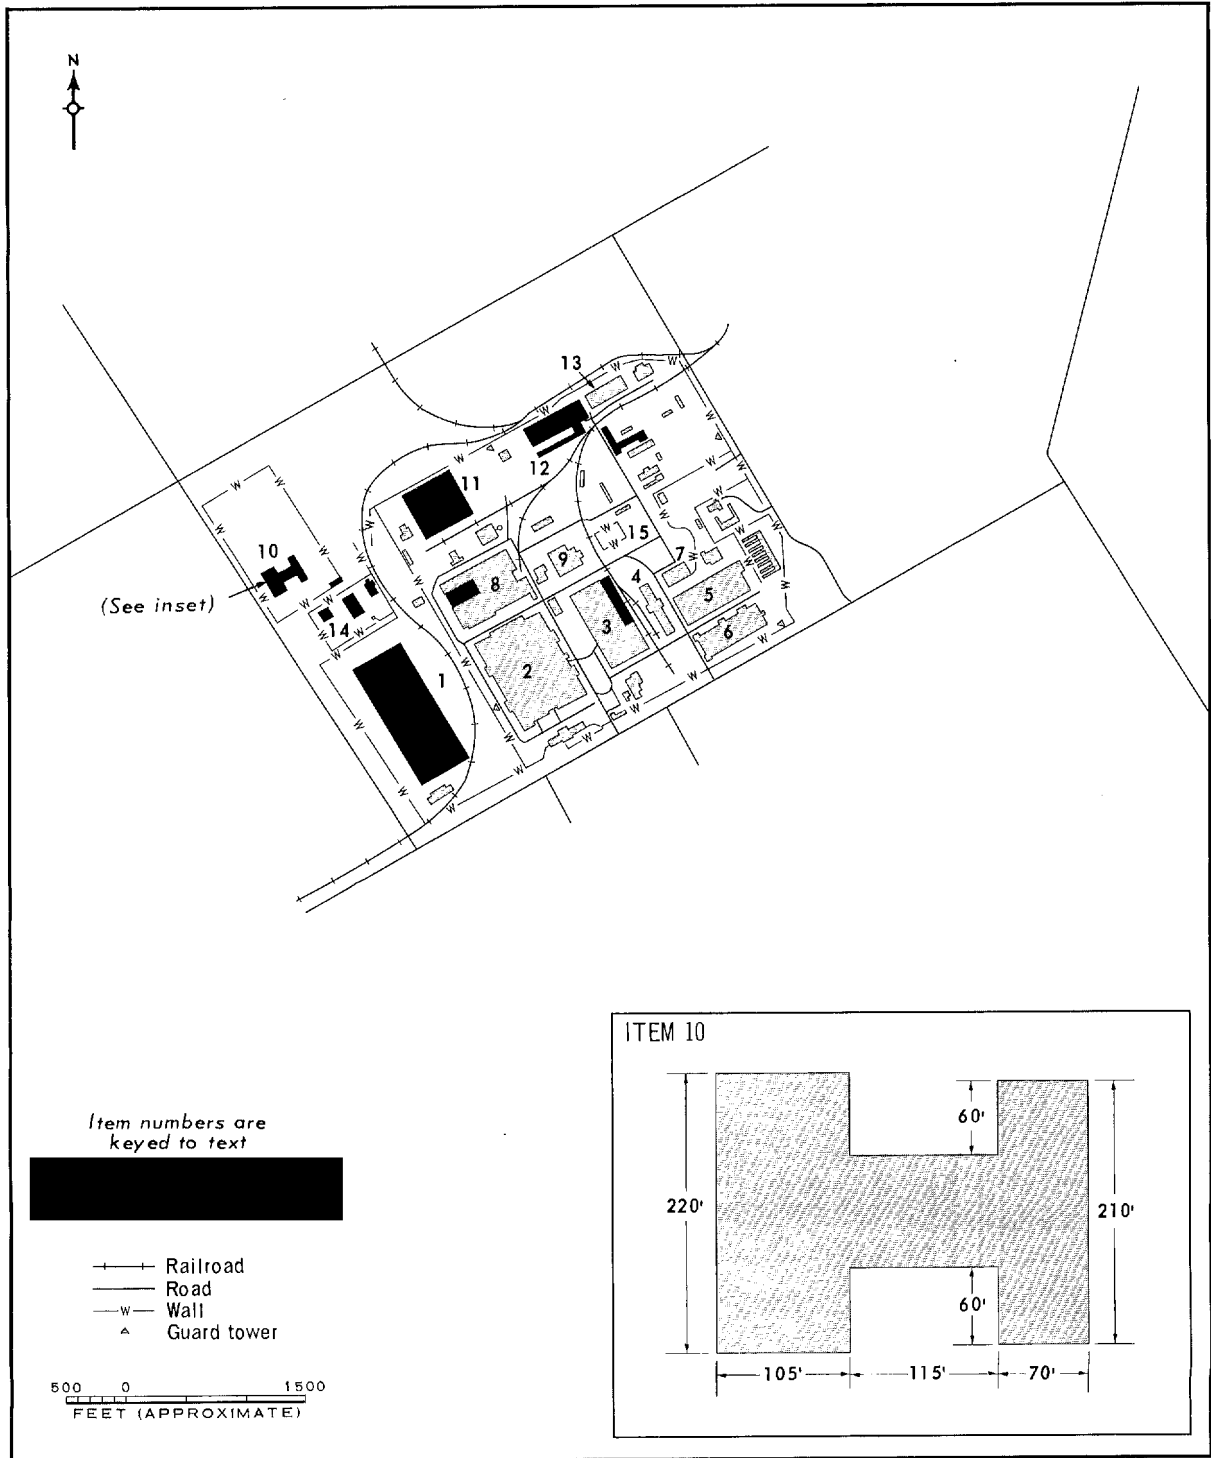 N
13
12
11
15
10
9
7
8
4
5
(See inset)
14
3
6
2
1
W
ITEM 10
60'
220'
210'
60'
105'
115'
70'
Item numbers are
keyed to text
Railroad
Road
W Wall
Guard tower
500 0 1500
FEET (APPROXIMATE)